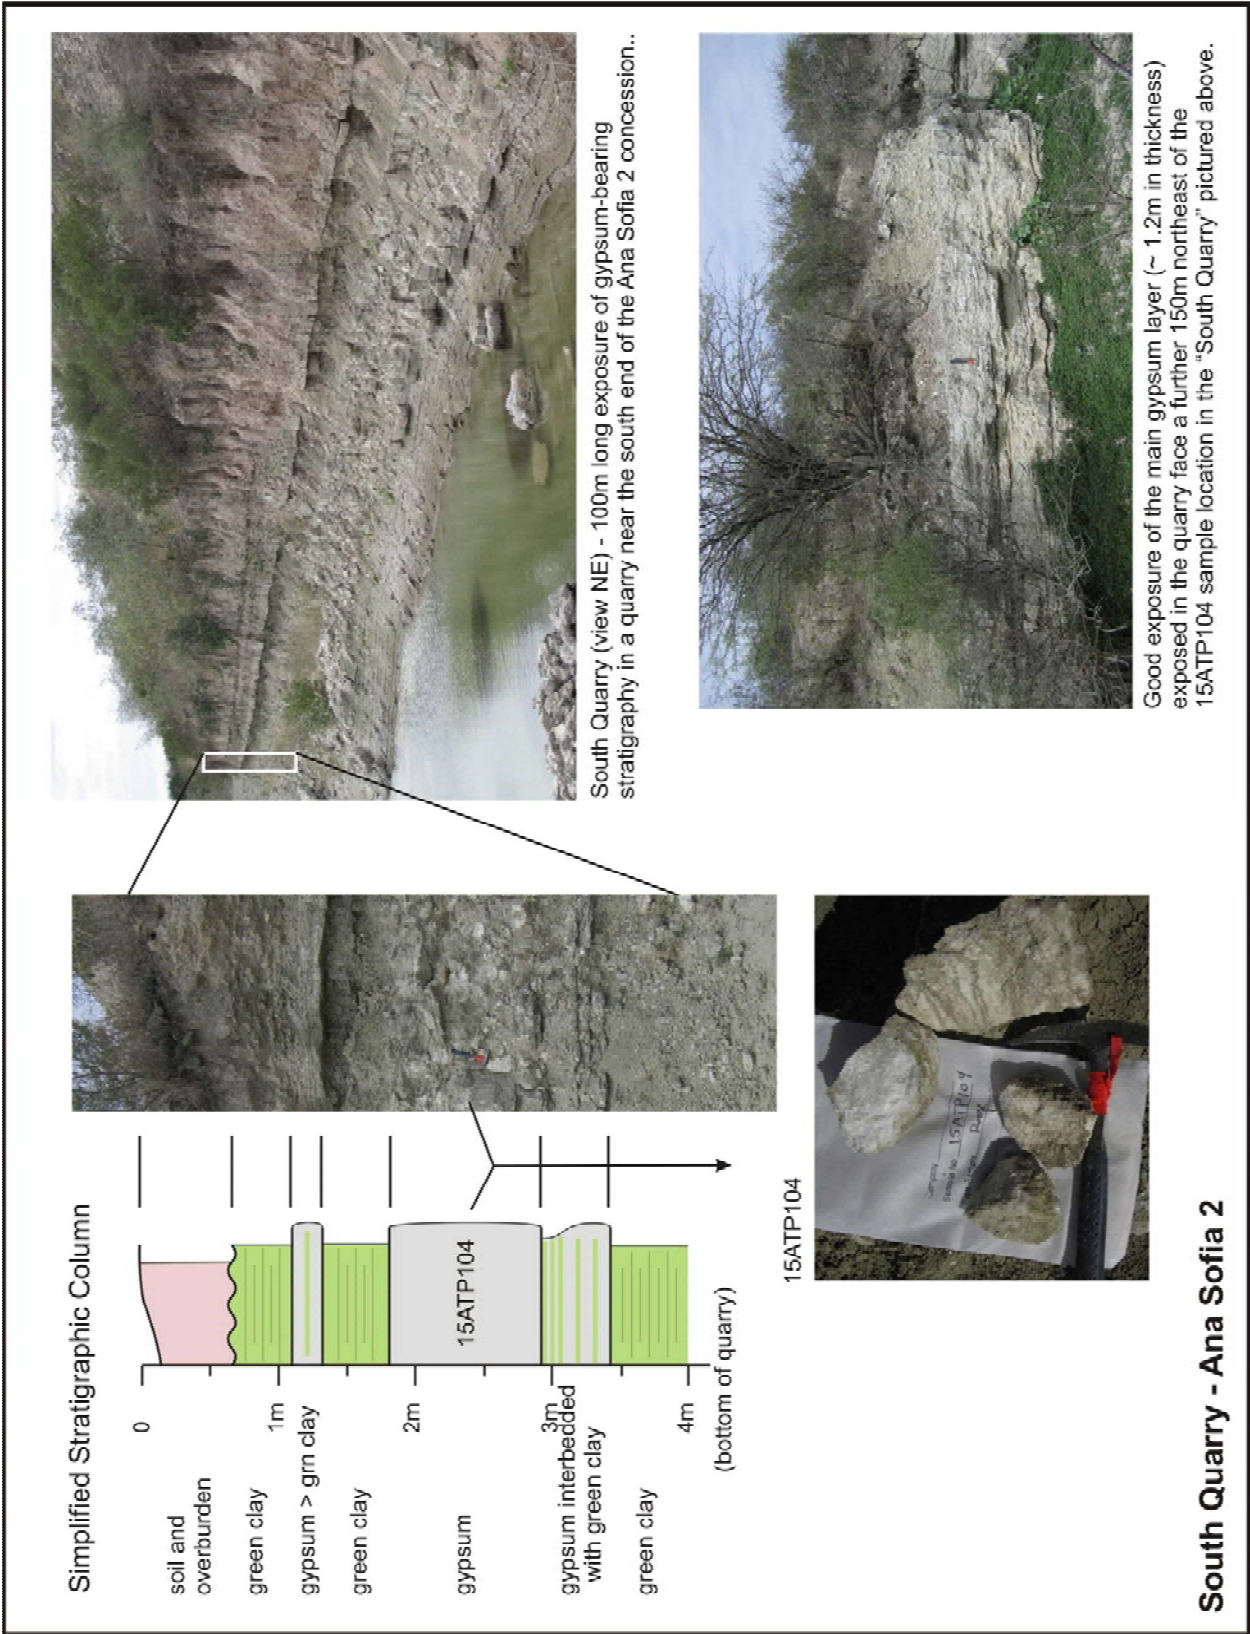 Simplified Stratigraphic Column
soil and
overburden
green clay
gypsum > grn clay
green clay
gypsum
gypsum interbedded
with green clay
green clay
0
1m
2m
3m
4m
(bottom of quarry)
15ATP104
South Quarry (view NE) - 100m long exposure of gypsum-bearing
stratigraphy in a quarry near the south end of the Ana Sofia 2 concession..
15ATP104
Sample No 15ATP104
Good exposure of the main gypsum layer (~ 1.2m in thickness)
exposed in the quarry face a further 150m northeast of the
15ATP104 sample location in the “South Quarry” pictured above.
South Quarry - Ana Sofia 2